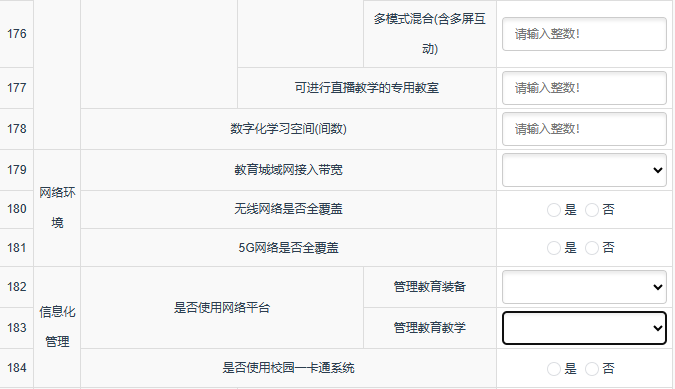 176
多模式混合(含多屏互
动)
请输入整数!
177
可进行直播教学的专用教室
请输入整数!
178
数字化学习空间(间数)
请输入整数!
网络环
境
179
教育城域网接入带宽
180
无线网络是否全覆盖
是 否
181
5G网络是否全覆盖
是 否
信息化
管理
182
是否使用网络平台
管理教育装备
183
管理教育教学
184
是否使用校园一卡通系统
是 否